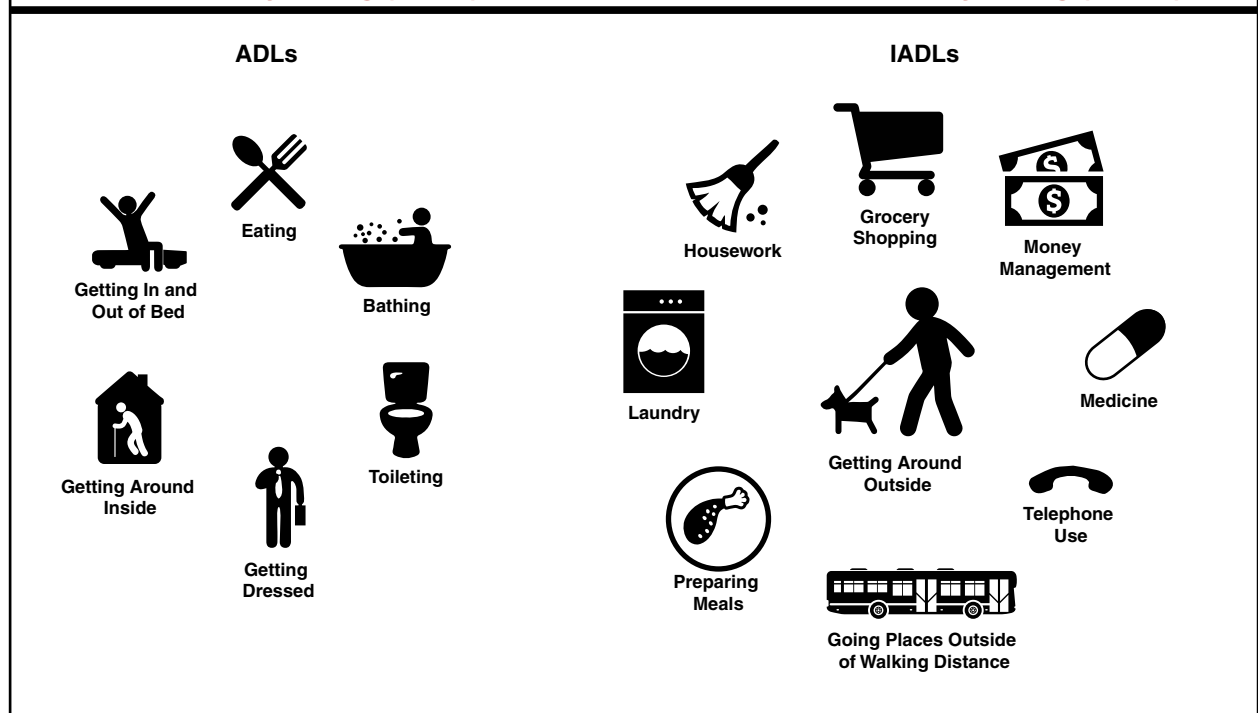 ADLs
Eating
Getting In and
Out of Bed
Bathing
Getting Around
Inside
Toileting
Getting
Dressed
IADLs
Housework
Grocery
Shopping
Money
Management
Laundry
Getting Around
Outside
Medicine
Preparing
Meals
Telephone
Use
Going Places Outside
of Walking Distance